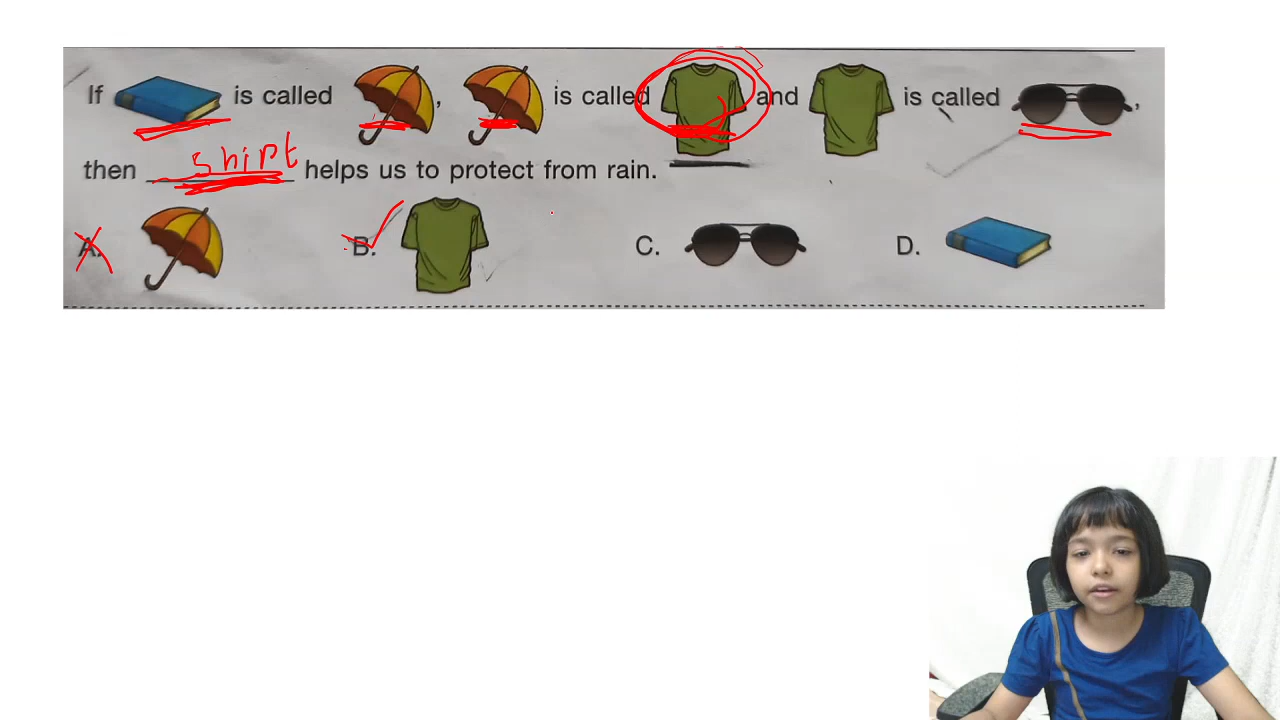 If is called , is called and is called ,
then shirt helps us to protect from rain.
A. B. C. D.